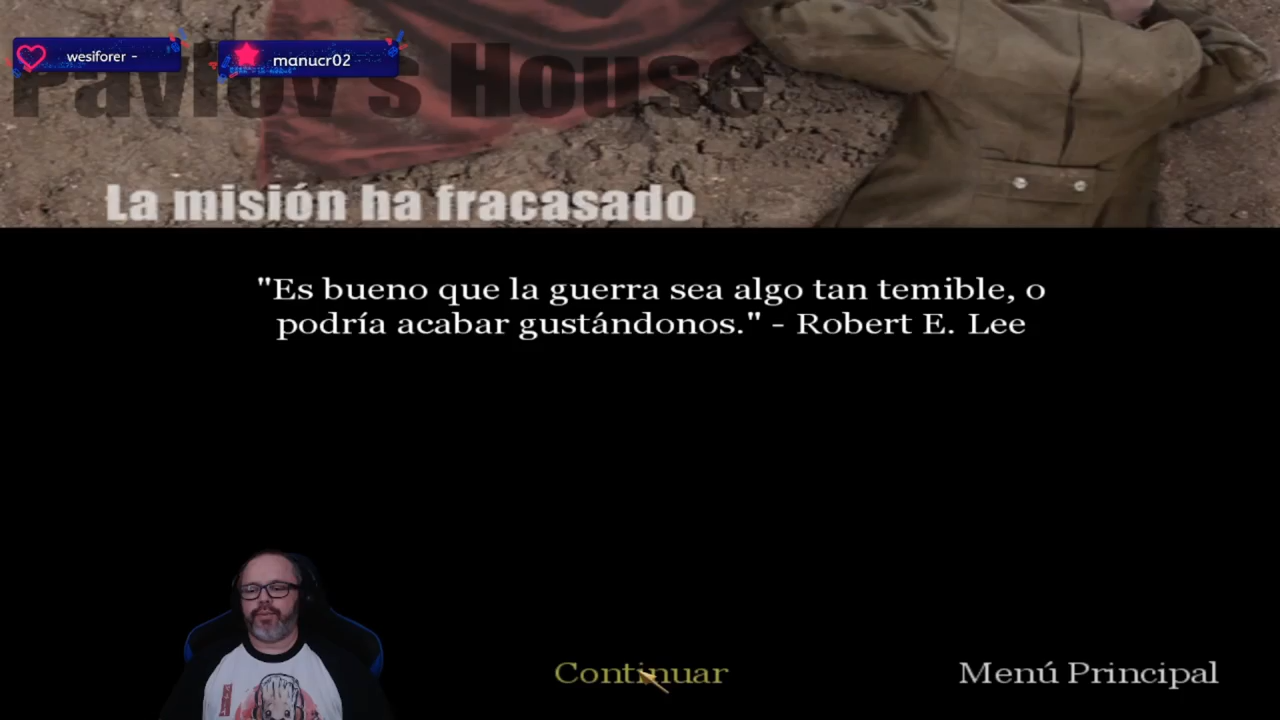 wesiforer -
manucr02
Pavlov's House
La misión ha fracasado
"Es bueno que la guerra sea algo tan temible, o
podría acabar gustándonos." - Robert E. Lee
Continuar
Menú Principal